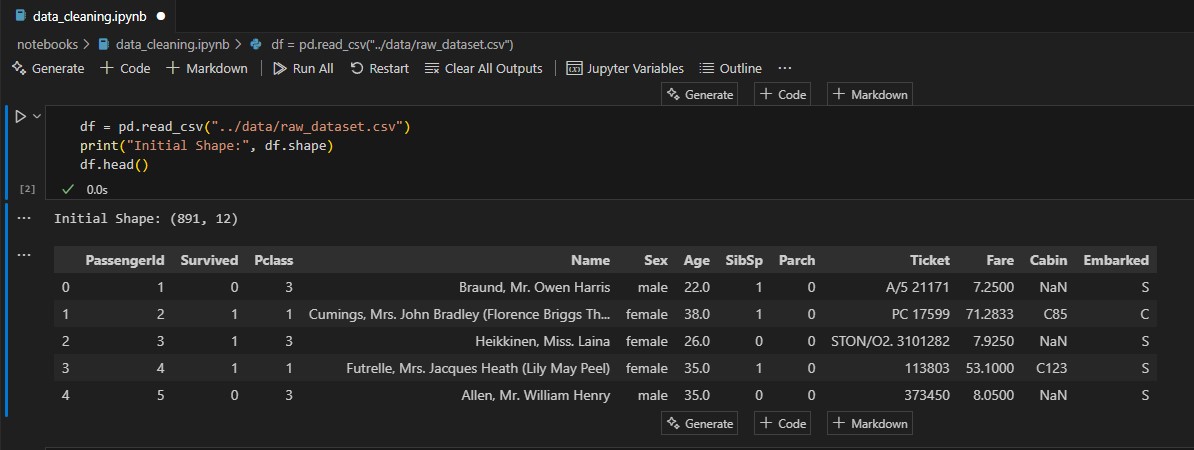 data_cleaning.ipynb
notebooks > data_cleaning.ipynb > df = pd.read_csv("../data/raw_dataset.csv")
Generate + Code + Markdown Run All Restart Clear All Outputs Jupyter Variables Outline ...
Generate + Code + Markdown
df = pd.read_csv("../data/raw_dataset.csv")
print("Initial Shape:", df.shape)
df.head()
[2] 0.0s
Initial Shape: (891, 12)
PassengerId Survived Pclass Name Sex Age SibSp Parch Ticket Fare Cabin Embarked
0 1 0 3 Braund, Mr. Owen Harris male 22.0 1 0 A/5 21171 7.2500 NaN S
1 2 1 1 Cumings, Mrs. John Bradley (Florence Briggs Th... female 38.0 1 0 PC 17599 71.2833 C85 C
2 3 1 3 Heikkinen, Miss. Laina female 26.0 0 0 STON/O2. 3101282 7.9250 NaN S
3 4 1 1 Futrelle, Mrs. Jacques Heath (Lily May Peel) female 35.0 1 0 113803 53.1000 C123 S
4 5 0 3 Allen, Mr. William Henry male 35.0 0 0 373450 8.0500 NaN S
Generate + Code + Markdown